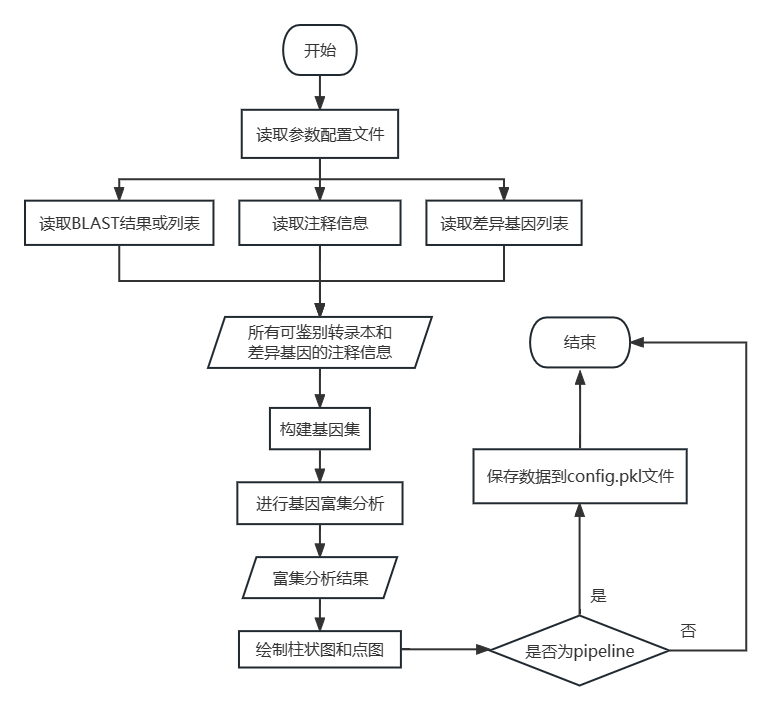 开始
读取参数配置文件
读取BLAST结果或列表
读取注释信息
读取差异基因列表
所有可鉴别转录本和
差异基因的注释信息
结束
构建基因集
保存数据到config.pkl文件
进行基因富集分析
富集分析结果
是
否
绘制柱状图和点图
是否为pipeline